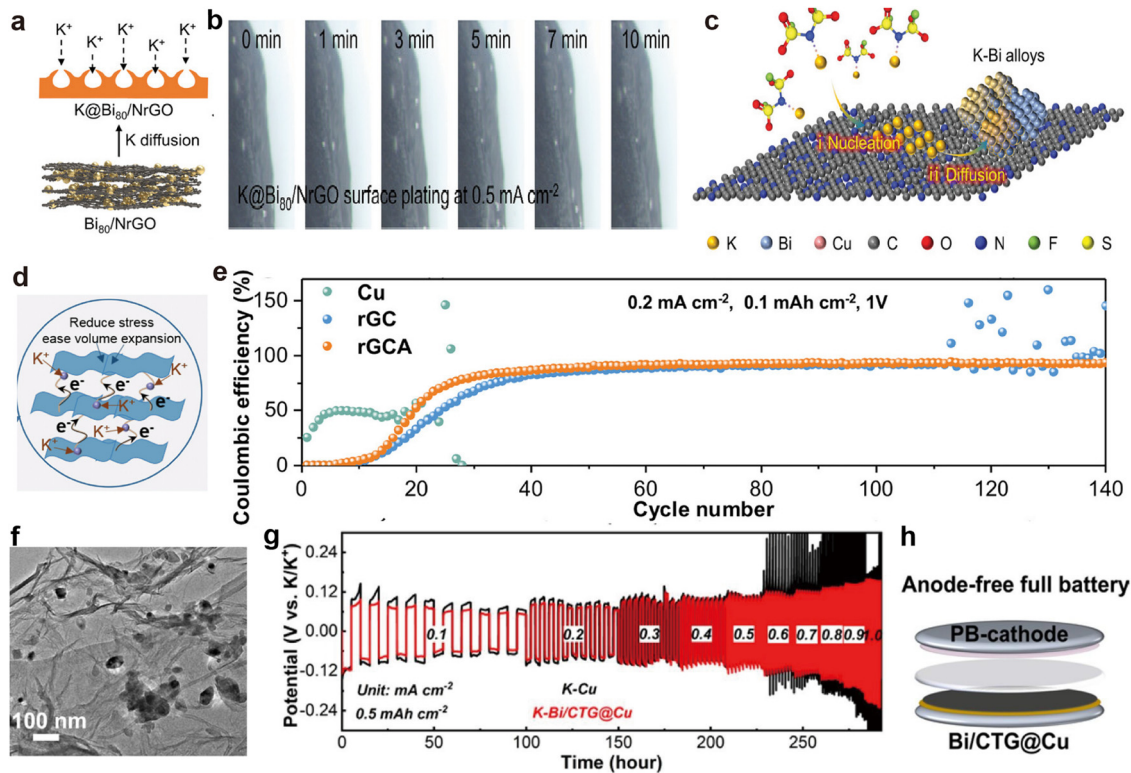 a
K⁺ K⁺ K⁺ K⁺ K⁺
K@Bi₈₀/NrGO
K diffusion
Bi₈₀/NrGO
b
0 min 1 min 3 min 5 min 7 min 10 min
K@Bi₈₀/NrGO surface plating at 0.5 mA cm⁻²
c
K-Bi alloys
i Nucleation
ii Diffusion
K Bi Cu C O N F S
d
Reduce stress
ease volume expansion
K⁺ K⁺
e⁻ e⁻ e⁻
K⁺
K⁺ e⁻
e⁻
K⁺
e
Coulombic efficiency (%)
150
100
50
0
Cu
rGC
rGCA
0.2 mA cm⁻², 0.1 mAh cm⁻², 1V
0 20 40 60 80 100 120 140
Cycle number
f
100 nm
g
Potential (V vs. K/K⁺)
0.24
0.12
0.00
-0.12
-0.24
0.1 0.2 0.3 0.4 0.5 0.6 0.7 0.8 0.9 1.0
Unit: mA cm⁻²
0.5 mAh cm⁻²
K-Cu
K-Bi/CTG@Cu
0 50 100 150 200 250
Time (hour)
h
Anode-free full battery
PB-cathode
Bi/CTG@Cu